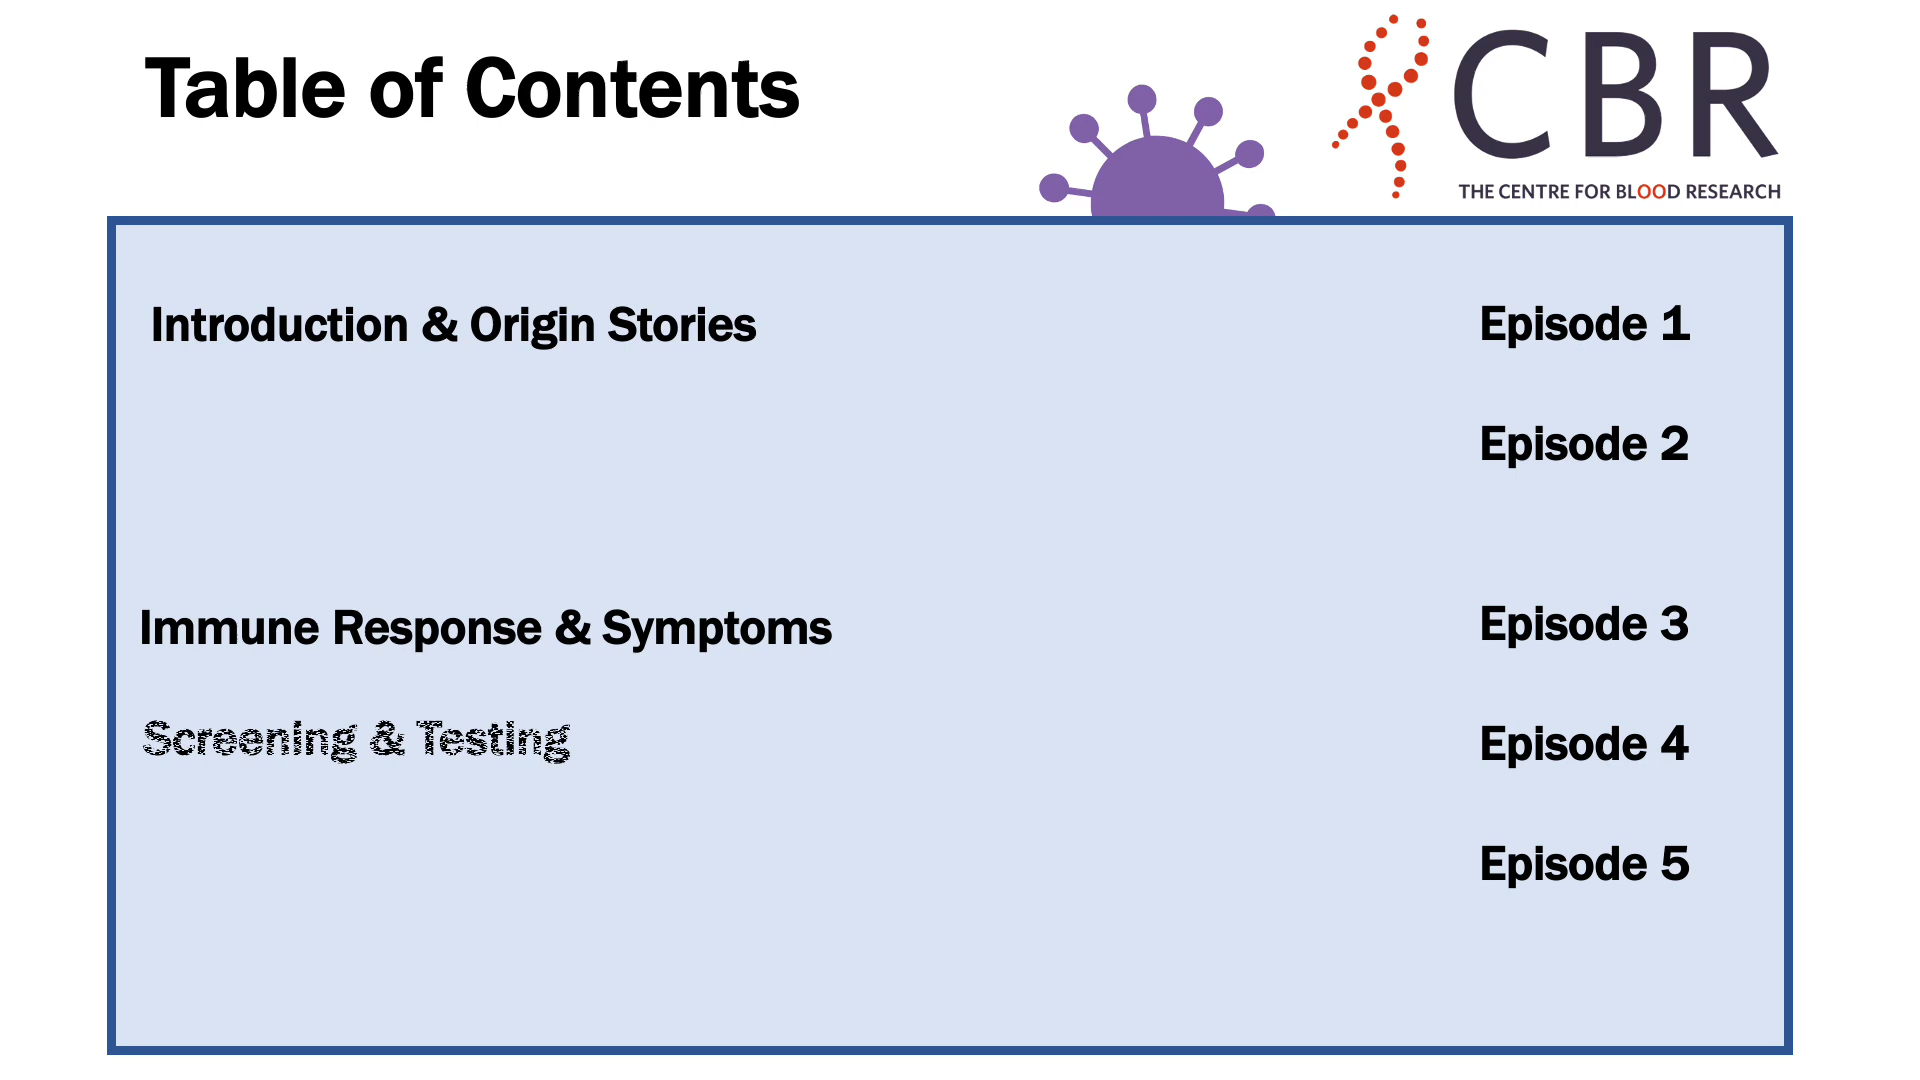 Table of Contents
CBR
THE CENTRE FOR BLOOD RESEARCH
Introduction & Origin Stories
Episode 1
Episode 2
Immune Response & Symptoms
Episode 3
Screening & Testing
Episode 4
Episode 5